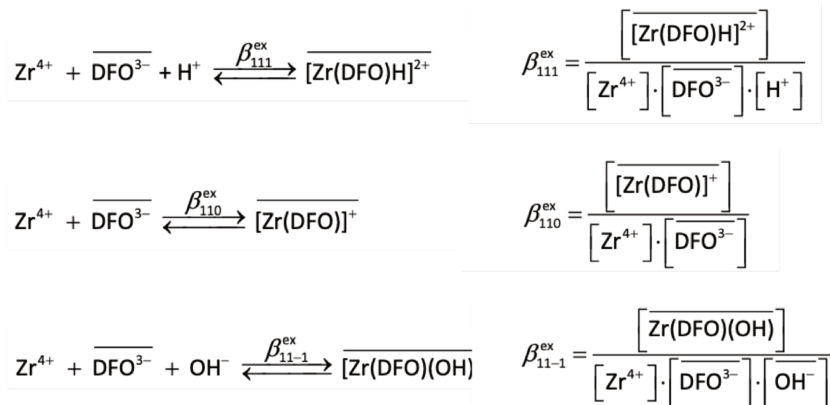 Zr⁴⁺ + DFO³⁻ + H⁺ β₁₁₁ᵉˣ ⇌ [Zr(DFO)H]²⁺ β₁₁₁ᵉˣ = [[Zr(DFO)H]²⁺] / [Zr⁴⁺]·[DFO³⁻]·[H⁺]
Zr⁴⁺ + DFO³⁻ β₁₁₀ᵉˣ ⇌ [Zr(DFO)]⁺ β₁₁₀ᵉˣ = [[Zr(DFO)]⁺] / [Zr⁴⁺]·[DFO³⁻]
Zr⁴⁺ + DFO³⁻ + OH⁻ β₁₁₋₁ᵉˣ ⇌ [Zr(DFO)(OH) β₁₁₋₁ᵉˣ = [Zr(DFO)(OH)] / [Zr⁴⁺]·[DFO³⁻]·[OH⁻]